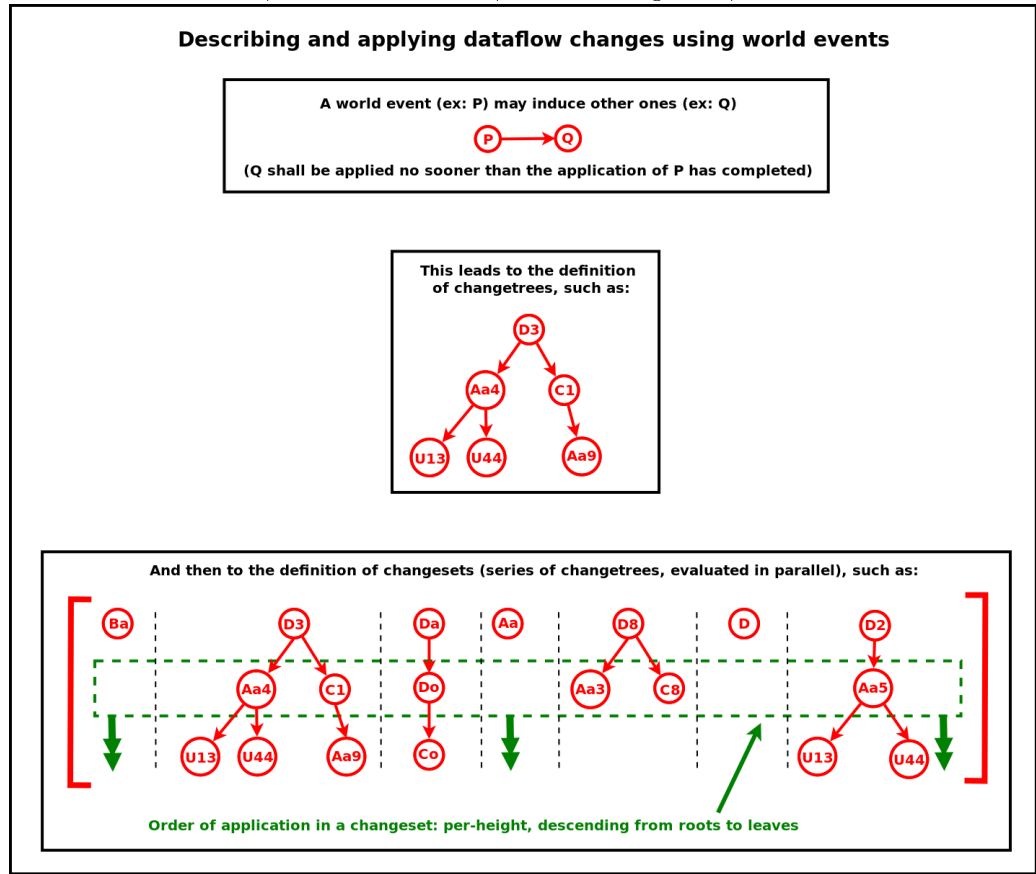 Describing and applying dataflow changes using world events
A world event (ex: P) may induce other ones (ex: Q)
P Q
(Q shall be applied no sooner than the application of P has completed)
This leads to the definition
of changetrees, such as:
D3
Aa4 C1
U13 U44 Aa9
And then to the definition of changesets (series of changetrees, evaluated in parallel), such as:
Ba D3 Da Aa D8 D D2
Aa4 C1 Do Aa3 C8 Aa5
U13 U44 Aa9 Co U13 U44
Order of application in a changeset: per-height, descending from roots to leaves